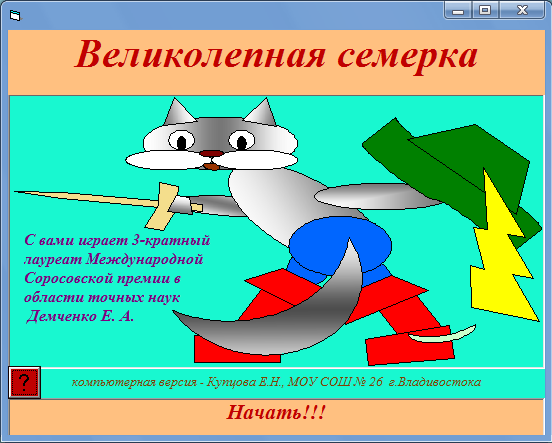 Великолепная семерка
С вами играет 3-кратный
лауреат Международной
Соросовской премии в
области точных наук
Демченко Е. А.
?
компьютерная версия - Купцова Е.Н., МОУ СОШ № 26 г.Владивостока
Начать!!!